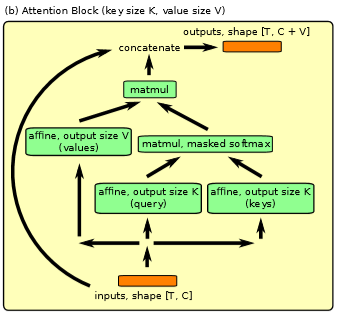 (b) Attention Block (key size K, value size V)
outputs, shape [T, C + V]
concatenate
matmul
affine, output size V
(values)
matmul, masked softmax
affine, output size K
(query)
affine, output size K
(keys)
inputs, shape [T, C]